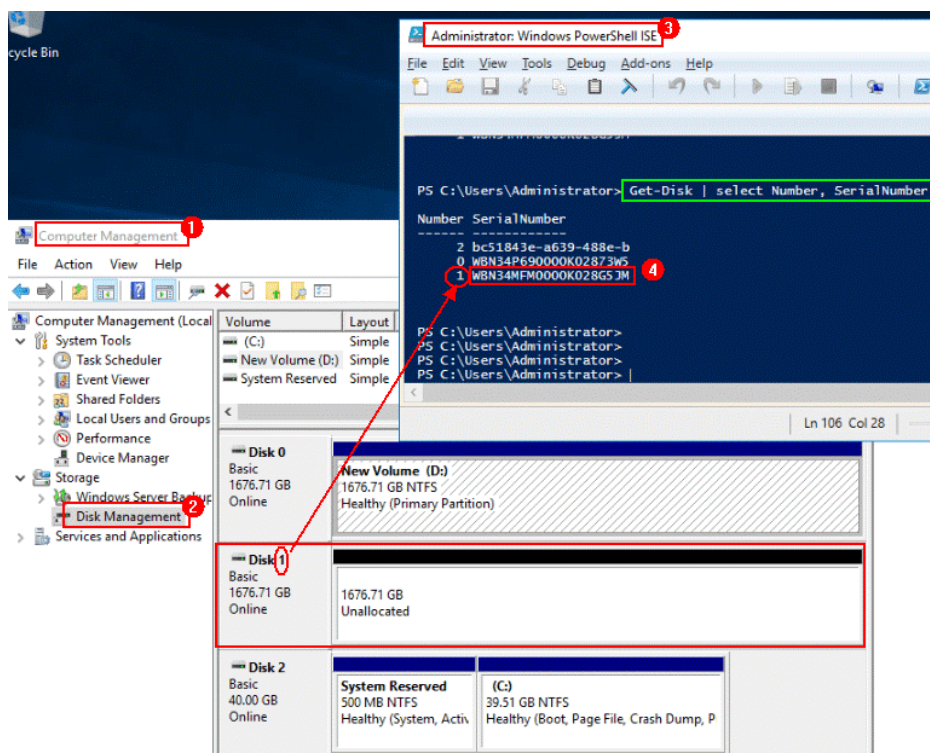 cycle Bin
Administrator: Windows PowerShell ISE
3
File Edit View Tools Debug Add-ons Help
PS C:\Users\Administrator> Get-Disk | select Number, SerialNumber
Number SerialNumber
------ ------------
2 bc51843e-a639-488e-b
0 WBN34P690000K02873W5
1 WBN34MFM0000K028G5JM
4
PS C:\Users\Administrator>
PS C:\Users\Administrator>
PS C:\Users\Administrator>
PS C:\Users\Administrator>
Ln 106 Col 28
Computer Management
1
File Action View Help
Computer Management (Local
System Tools
Task Scheduler
Event Viewer
Shared Folders
Local Users and Groups
Performance
Device Manager
Storage
Windows Server Backup
2
Disk Management
Services and Applications
Volume Layout
(C:) Simple
New Volume (D:) Simple
System Reserved Simple
Disk 0
Basic
1676.71 GB
Online
New Volume (D:)
1676.71 GB NTFS
Healthy (Primary Partition)
Disk 1
Basic
1676.71 GB
Online
1676.71 GB
Unallocated
Disk 2
Basic
40.00 GB
Online
System Reserved
500 MB NTFS
Healthy (System, Activ
(C:)
39.51 GB NTFS
Healthy (Boot, Page File, Crash Dump, P